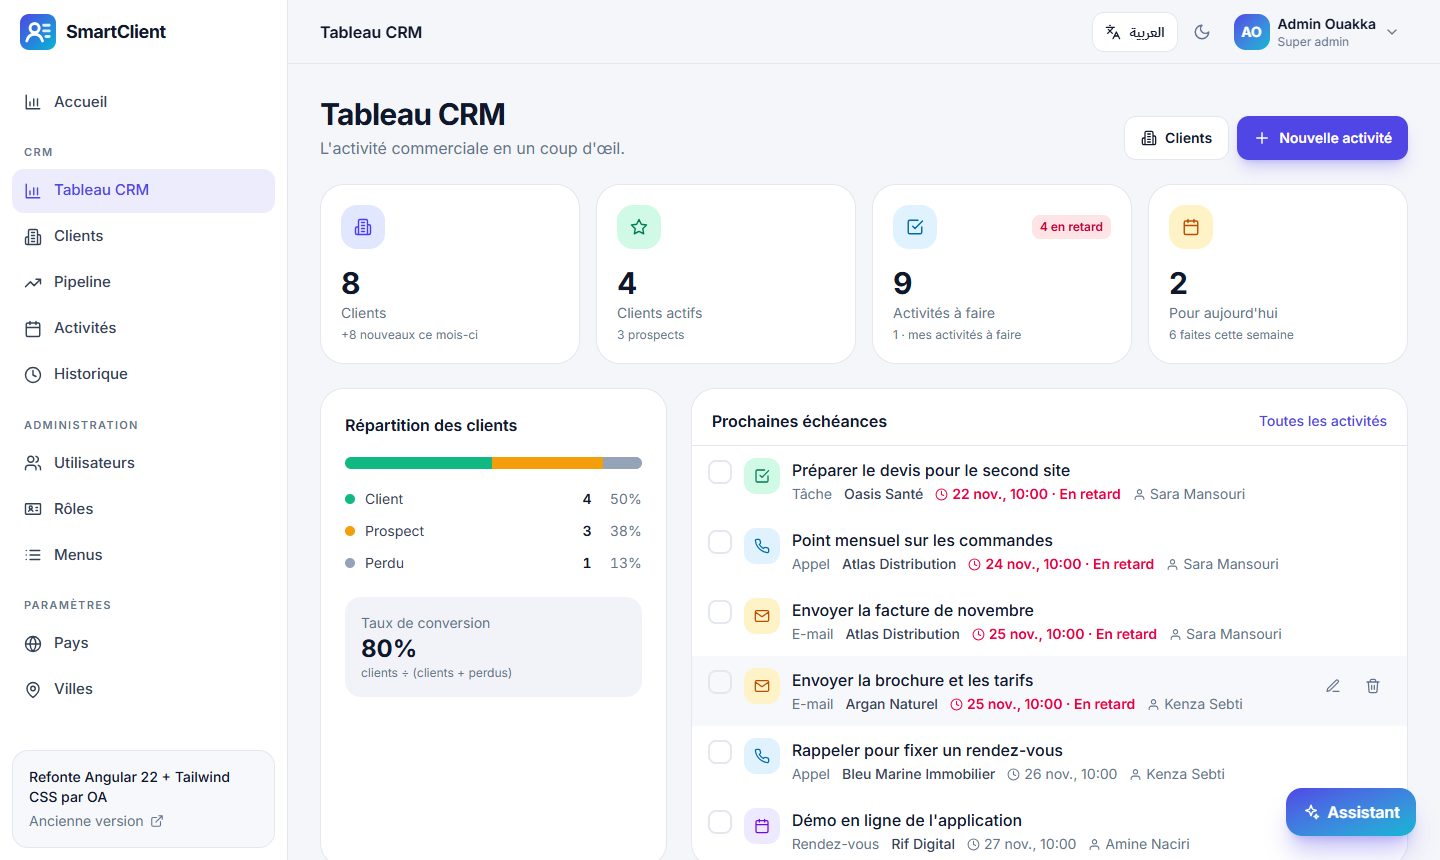 SmartClient
Accueil
CRM
Tableau CRM
Clients
Pipeline
Activités
Historique
ADMINISTRATION
Utilisateurs
Rôles
Menus
PARAMÈTRES
Pays
Villes
Refonte Angular 22 + Tailwind
CSS par OA
Ancienne version
Tableau CRM
العربية
AO
Admin Ouakka
Super admin
Tableau CRM
L'activité commerciale en un coup d'œil.
Clients
Nouvelle activité
8
Clients
+8 nouveaux ce mois-ci
4
Clients actifs
3 prospects
4 en retard
9
Activités à faire
1 · mes activités à faire
2
Pour aujourd'hui
6 faites cette semaine
Répartition des clients
Client 4 50%
Prospect 3 38%
Perdu 1 13%
Taux de conversion
80%
clients ÷ (clients + perdus)
Prochaines échéances
Toutes les activités
Préparer le devis pour le second site
Tâche Oasis Santé 22 nov., 10:00 · En retard Sara Mansouri
Point mensuel sur les commandes
Appel Atlas Distribution 24 nov., 10:00 · En retard Sara Mansouri
Envoyer la facture de novembre
E-mail Atlas Distribution 25 nov., 10:00 · En retard Sara Mansouri
Envoyer la brochure et les tarifs
E-mail Argan Naturel 25 nov., 10:00 · En retard Kenza Sebti
Rappeler pour fixer un rendez-vous
Appel Bleu Marine Immobilier 26 nov., 10:00 Kenza Sebti
Démo en ligne de l'application
Rendez-vous Rif Digital 27 nov., 10:00 Amine Naciri
Assistant